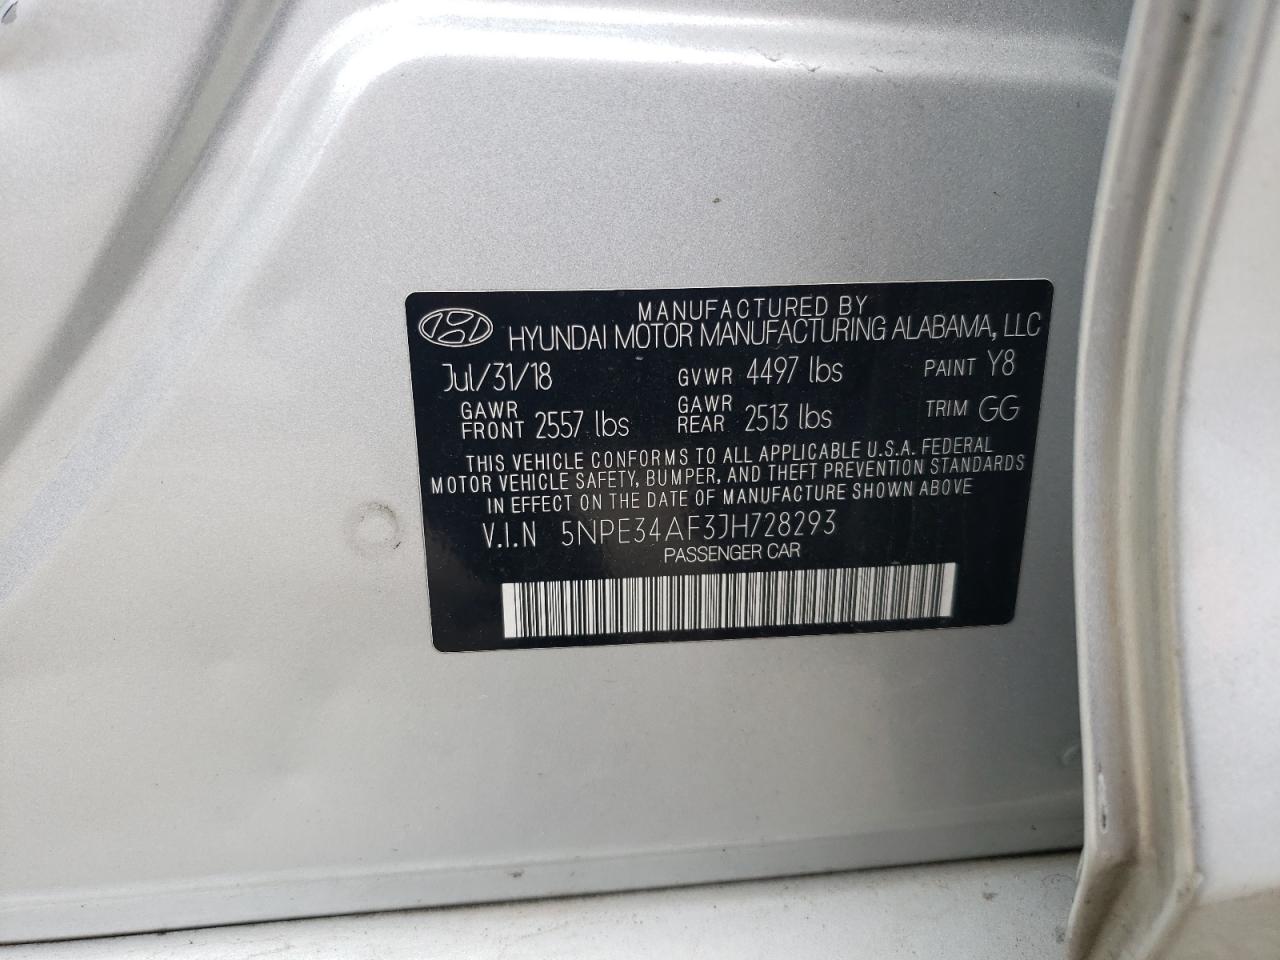 MANUFACTURED BY
HYUNDAI MOTOR MANUFACTURING ALABAMA, LLC
Jul/31/18 GVWR 4497 lbs PAINT Y8
GAWR FRONT 2557 lbs GAWR REAR 2513 lbs TRIM GG
THIS VEHICLE CONFORMS TO ALL APPLICABLE U.S.A. FEDERAL
MOTOR VEHICLE SAFETY, BUMPER, AND THEFT PREVENTION STANDARDS
IN EFFECT ON THE DATE OF MANUFACTURE SHOWN ABOVE
V.I.N 5NPE34AF3JH728293
PASSENGER CAR